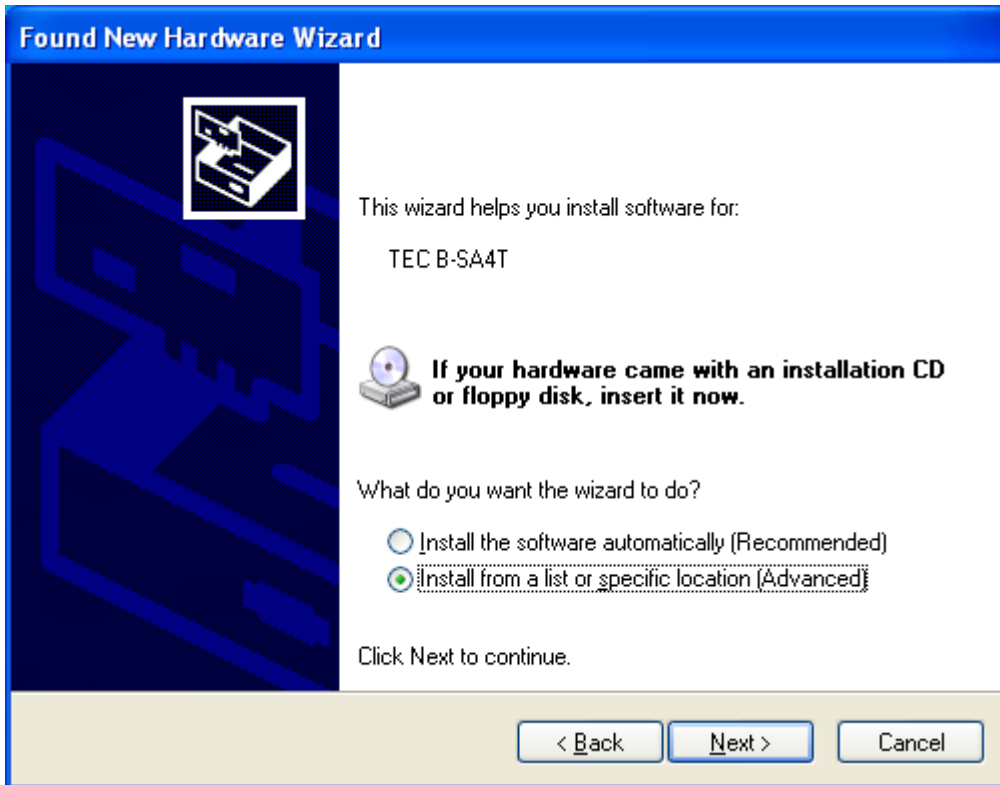 Found New Hardware Wizard
This wizard helps you install software for:
TEC B-SA4T
If your hardware came with an installation CD
or floppy disk, insert it now.
What do you want the wizard to do?
Install the software automatically (Recommended)
Install from a list or specific location (Advanced)
Click Next to continue.
< Back
Next >
Cancel